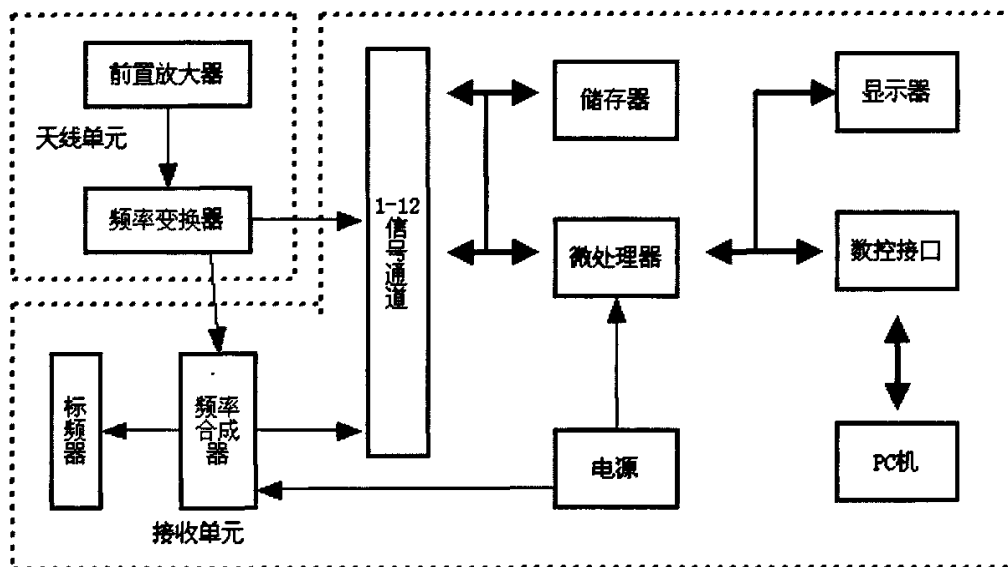 前置放大器
天线单元
频率变换器
1-12
信号通道
储存器
显示器
微处理器
数控接口
标频器
频率
合成
器
电源
PC机
接收单元